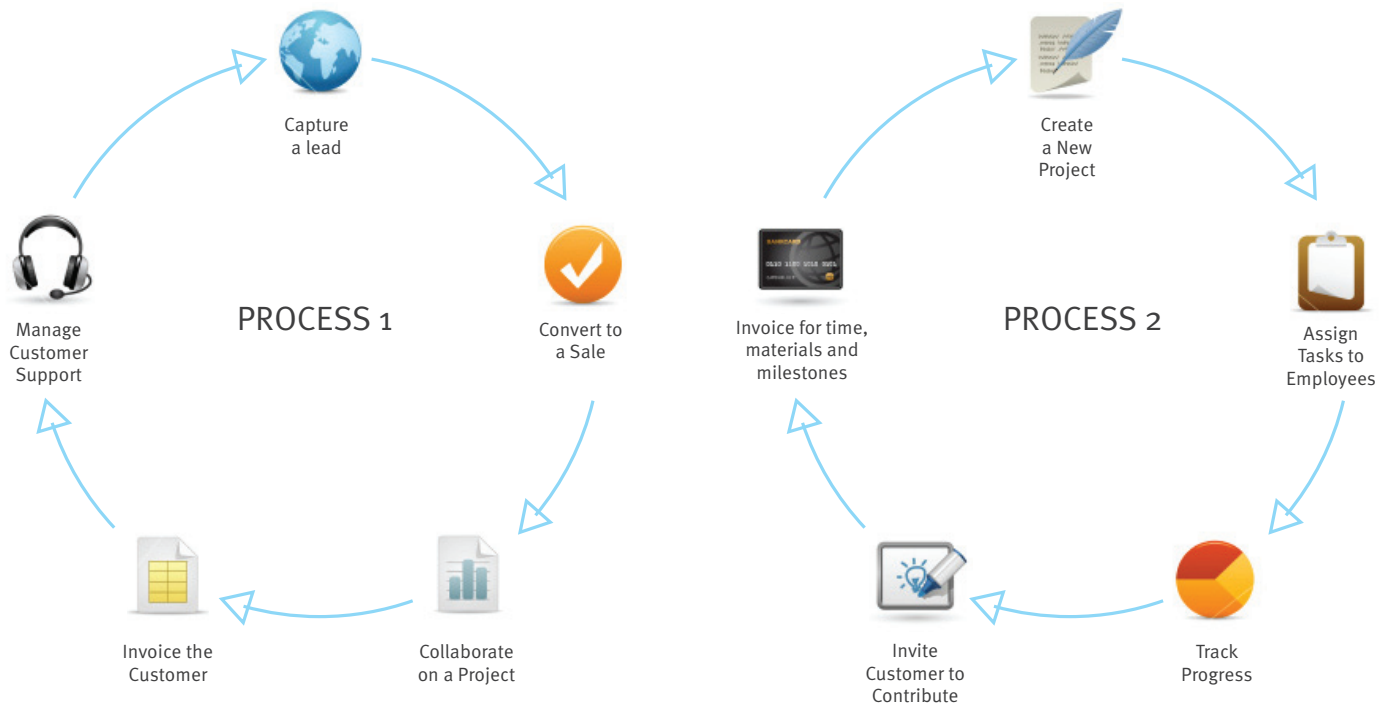 Capture
a lead
Convert to
a Sale
Collaborate
on a Project
Invoice the
Customer
Manage
Customer
Support
PROCESS 1
Create
a New
Project
Assign
Tasks to
Employees
Track
Progress
Invite
Customer to
Contribute
Invoice for time,
materials and
milestones
PROCESS 2